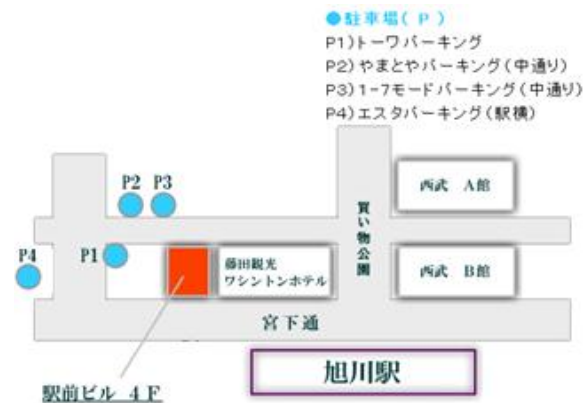 ●駐車場(P)
P1)トーワパーキング
P2)やまとやパーキング(中通り)
P3)1-7モードパーキング(中通り)
P4)エスタパーキング(駅横)
P2 P3
西武 A館
買い物公園
P4
P1
藤田観光
ワシントンホテル
西武 B館
宮下通
旭川駅
駅前ビル 4F